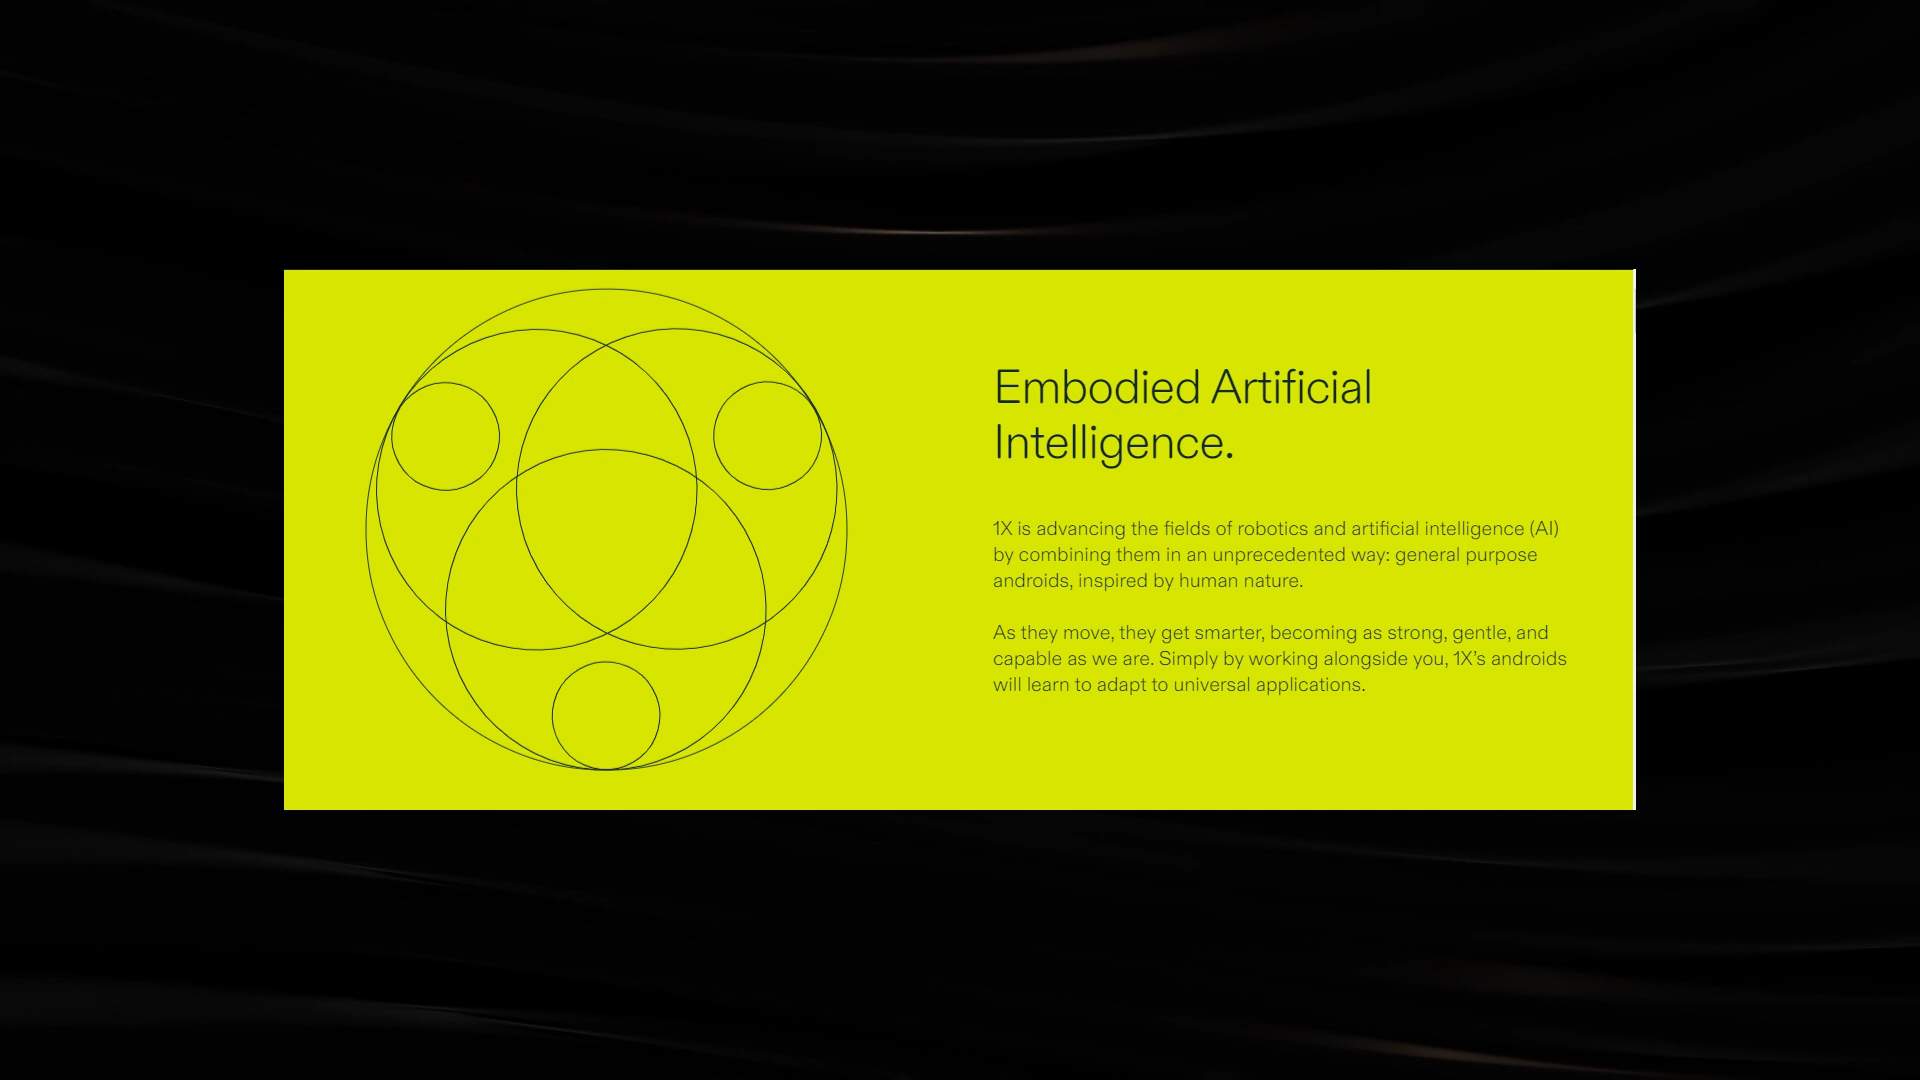 Embodied Artificial
Intelligence.
1X is advancing the fields of robotics and artificial intelligence (AI)
by combining them in an unprecedented way: general purpose
androids, inspired by human nature.
As they move, they get smarter, becoming as strong, gentle, and
capable as we are. Simply by working alongside you, 1X’s androids
will learn to adapt to universal applications.